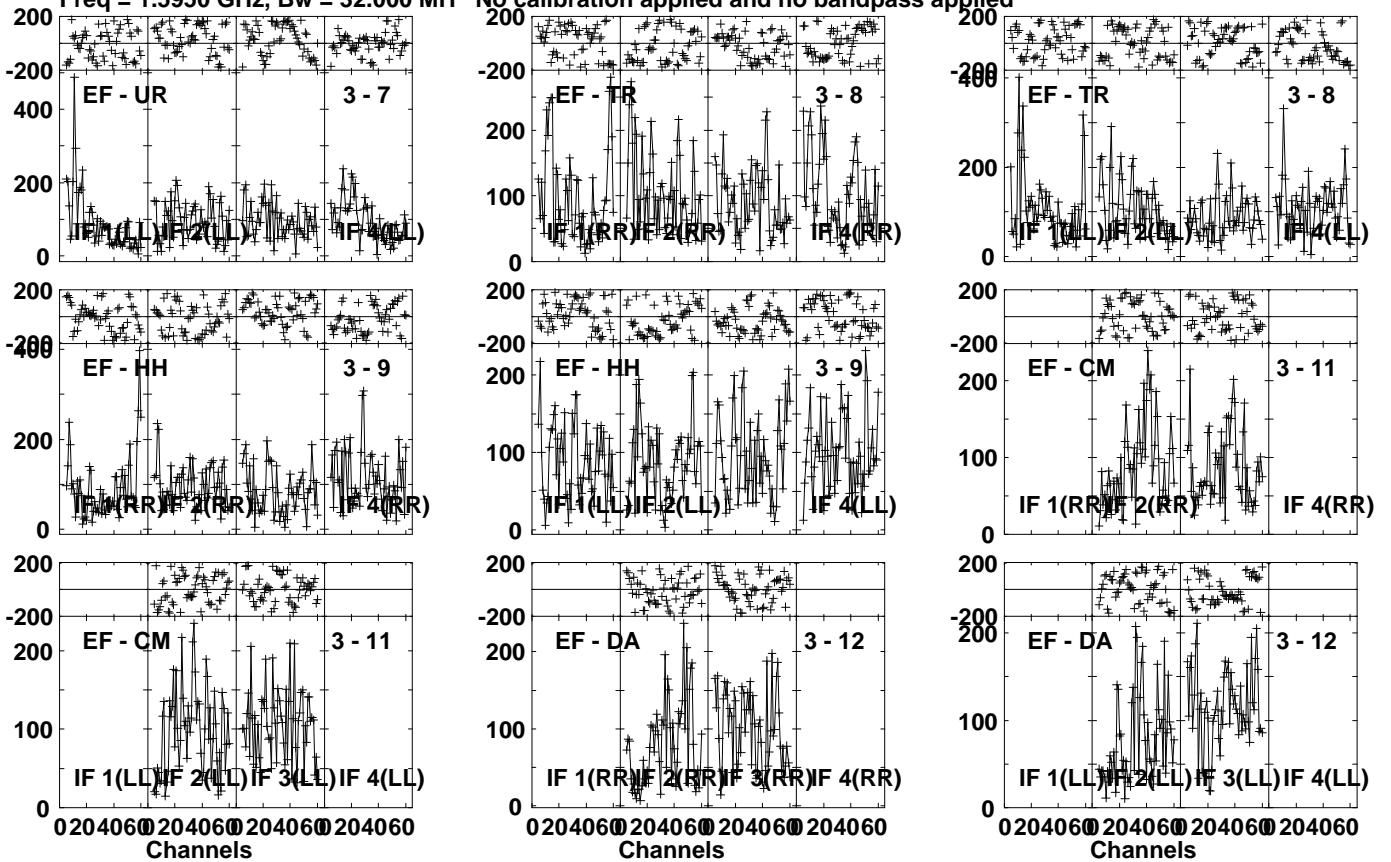 Freq = 1.5950 GHz, Bw = 32.000 MH No calibration applied and no bandpass applied
200
-200
400
200
0
EF - UR 3 - 7
IF 1(LL) IF 2(LL) IF 4(LL)
200
-200
200
100
0
EF - TR 3 - 8
IF 1(RR) IF 2(RR) IF 4(RR)
200
-200
400
200
0
EF - TR 3 - 8
IF 1(LL) IF 2(LL) IF 4(LL)
200
-200
400
200
0
EF - HH 3 - 9
IF 1(RR) IF 2(RR) IF 4(RR)
200
-200
200
100
0
EF - HH 3 - 9
IF 1(LL) IF 2(LL) IF 4(LL)
200
-200
200
100
0
EF - CM 3 - 11
IF 1(RR) IF 2(RR) IF 4(RR)
200
-200
200
100
0
EF - CM 3 - 11
IF 1(LL) IF 2(LL) IF 3(LL) IF 4(LL)
0 20 40 60 0 20 40 60 0 20 40 60 0 20 40 60
Channels
200
-200
200
100
0
EF - DA 3 - 12
IF 1(RR) IF 2(RR) IF 3(RR) IF 4(RR)
0 20 40 60 0 20 40 60 0 20 40 60 0 20 40 60
Channels
200
-200
200
100
0
EF - DA 3 - 12
IF 1(LL) IF 2(LL) IF 3(LL) IF 4(LL)
0 20 40 60 0 20 40 60 0 20 40 60 0 20 40 60
Channels